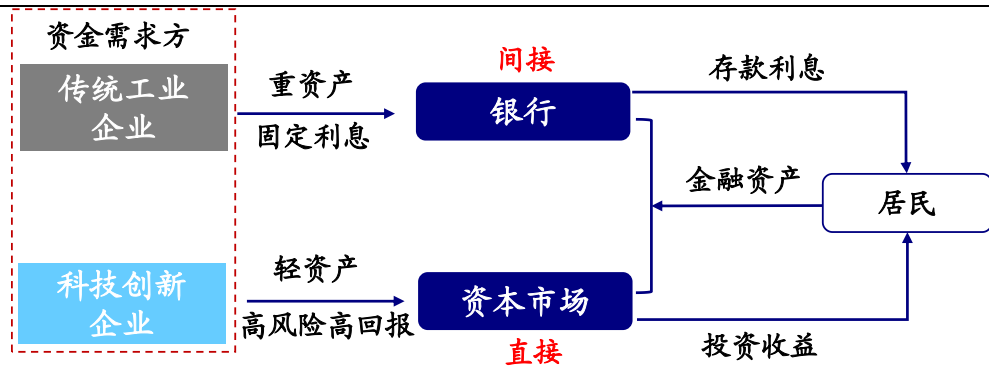 资金需求方
传统工业
企业
重资产
固定利息
间接
银行
存款利息
金融资产
居民
科技创新
企业
轻资产
高风险高回报
资本市场
直接
投资收益